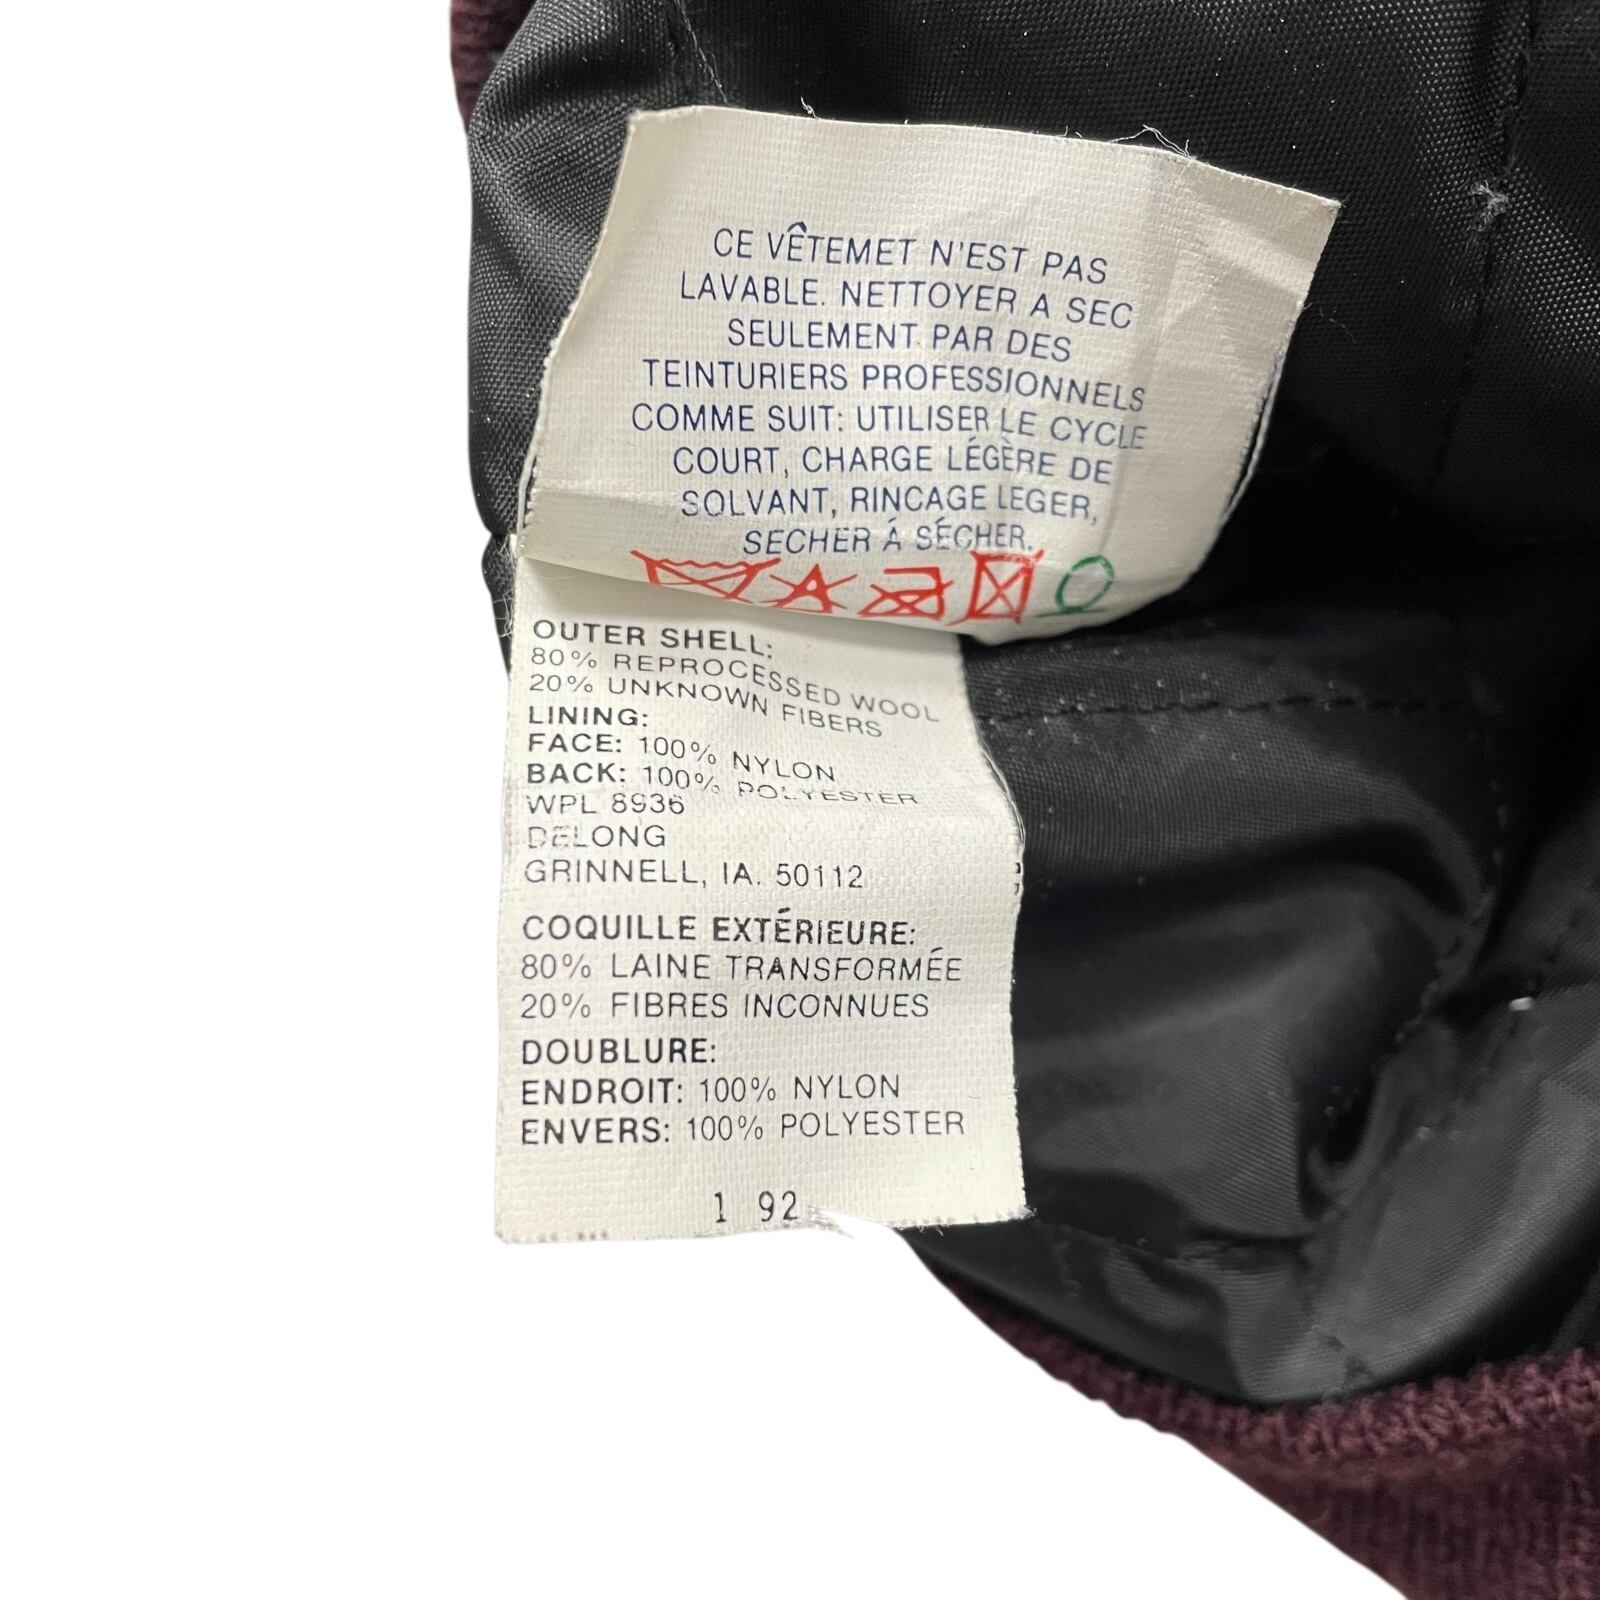 CE VÊTEMET N'EST PAS
LAVABLE. NETTOYER A SEC
SEULEMENT PAR DES
TEINTURIERS PROFESSIONNELS
COMME SUIT: UTILISER LE CYCLE
COURT, CHARGE LÉGÈRE DE
SOLVANT, RINCAGE LEGER,
SECHER Á SÉCHER.
OUTER SHELL:
80% REPROCESSED WOOL
20% UNKNOWN FIBERS
LINING:
FACE: 100% NYLON
BACK: 100% POLYESTER
WPL 8936
DELONG
GRINNELL, IA. 50112
COQUILLE EXTÉRIEURE:
80% LAINE TRANSFORMÉE
20% FIBRES INCONNUES
DOUBLURE:
ENDROIT: 100% NYLON
ENVERS: 100% POLYESTER
1 92